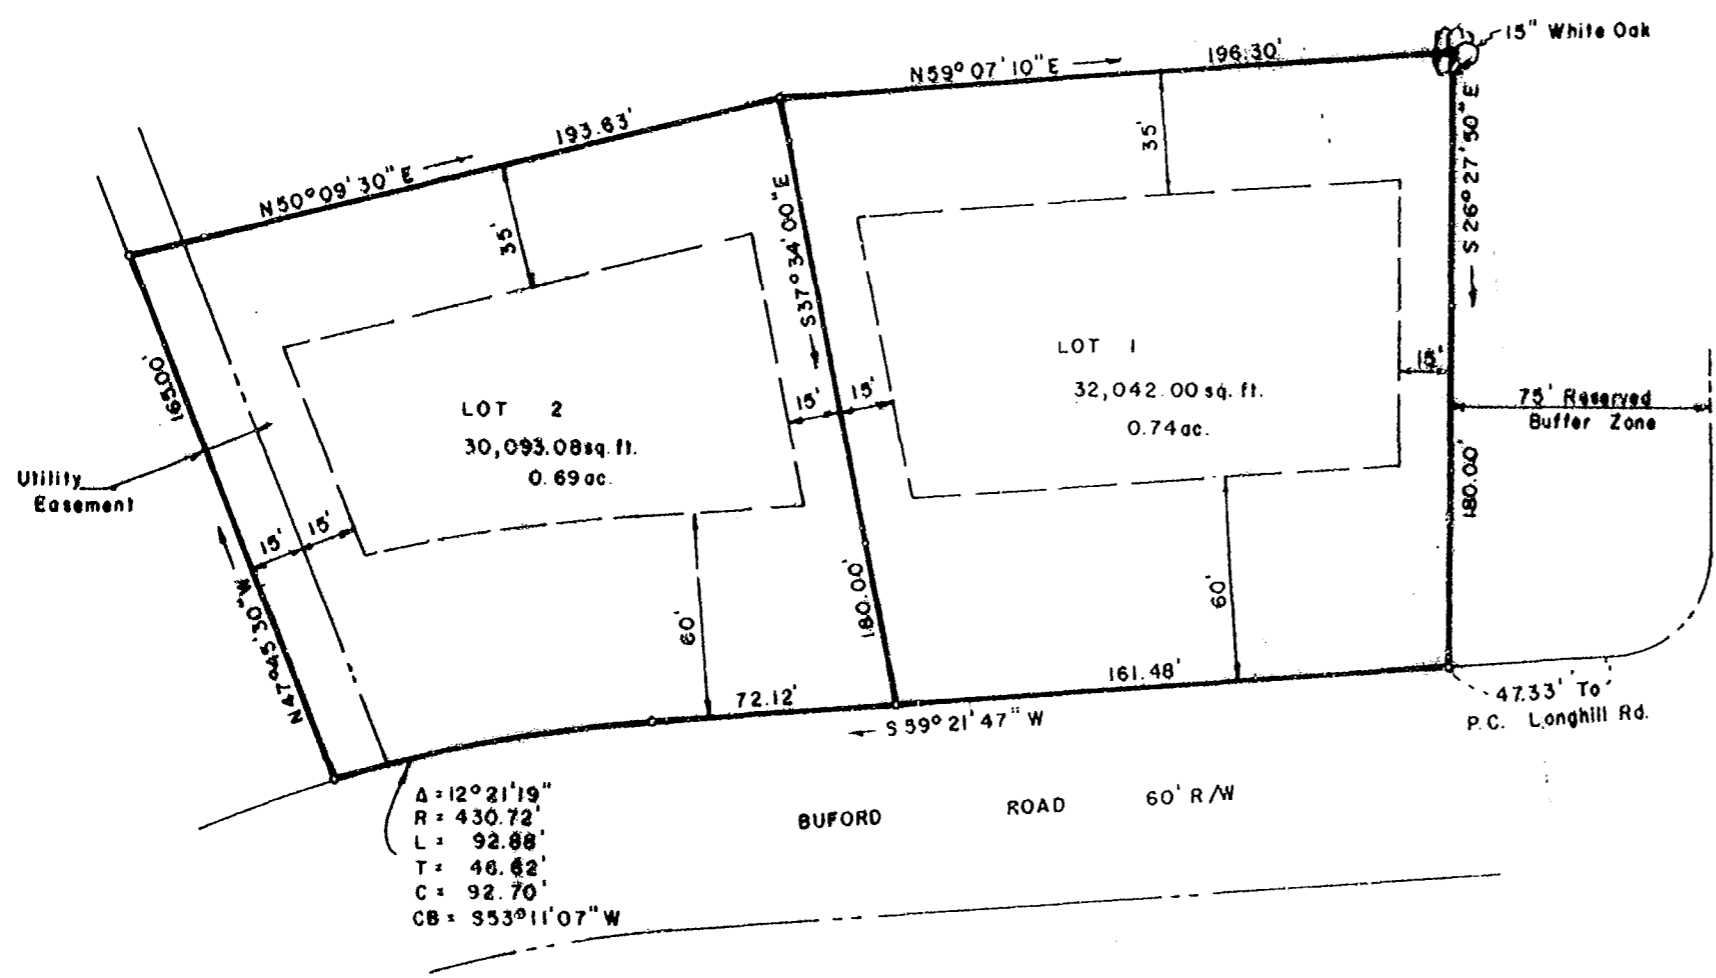 15" White Oak
N59° 07' 10" E
196.30'
193.63'
N50° 09' 30" E
35'
35'
S37° 34' 00" E
S 26° 27' 50" E
165.00'
LOT 2
30,093.08 sq. ft.
0.69 ac.
LOT 1
32,042.00 sq. ft.
0.74 ac.
15'
15'
15'
75' Reserved
Buffer Zone
Utility
Easement
15'
15'
N47° 45' 30" W
60'
180.00'
60'
180.00'
72.12'
161.48'
S 59° 21' 47" W
47.33' To
P.C. Longhill Rd.
Δ = 12° 21' 19"
R = 430.72'
L = 92.88'
T = 46.62'
C = 92.70'
CB = S53° 11' 07" W
BUFORD ROAD 60' R/W